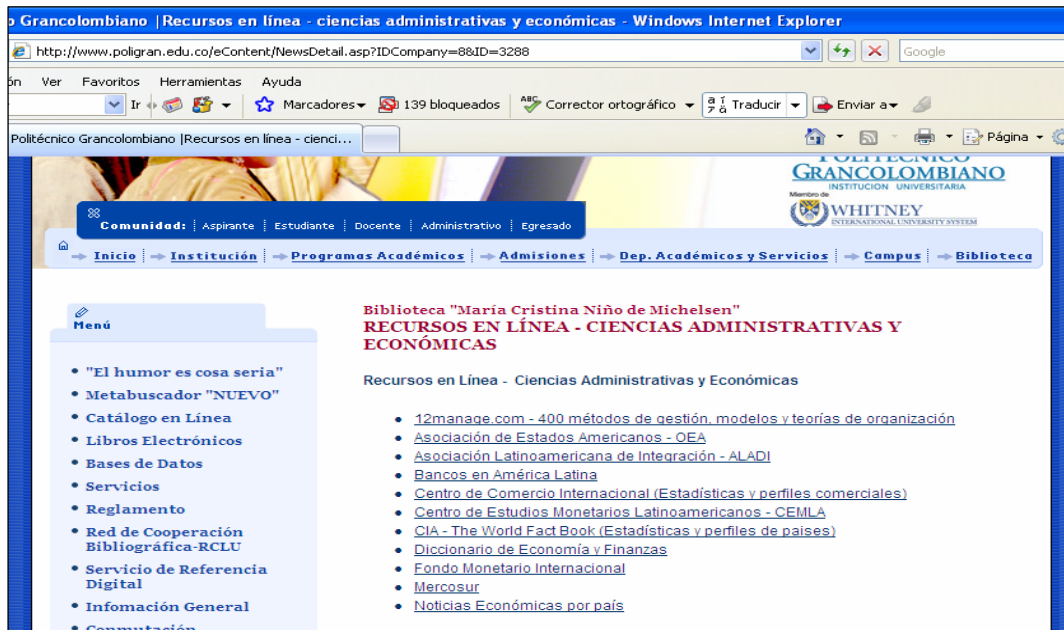 o Grancolombiano |Recursos en línea - ciencias administrativas y económicas - Windows Internet Explorer
http://www.poligran.edu.co/eContent/NewsDetail.asp?IDCompany=8&ID=3288
Google
ón Ver Favoritos Herramientas Ayuda
Ir Marcadores 139 bloqueados Corrector ortográfico Traducir Enviar a
Politécnico Grancolombiano |Recursos en línea - cienci...
Página
POLITECNICO
GRANCOLOMBIANO
INSTITUCION UNIVERSITARIA
Miembro de
WHITNEY
INTERNATIONAL UNIVERSITY SYSTEM
Comunidad: Aspirante Estudiante Docente Administrativo Egresado
Inicio Institución Programas Académicos Admisiones Dep. Académicos y Servicios Campus Biblioteca
Menú
"El humor es cosa seria"
Metabuscador "NUEVO"
Catálogo en Línea
Libros Electrónicos
Bases de Datos
Servicios
Reglamento
Red de Cooperación
Bibliográfica-RCLU
Servicio de Referencia
Digital
Infomación General
Conmutación
Biblioteca "María Cristina Niño de Michelsen"
RECURSOS EN LÍNEA - CIENCIAS ADMINISTRATIVAS Y
ECONÓMICAS
Recursos en Línea - Ciencias Administrativas y Económicas
12manage.com - 400 métodos de gestión, modelos y teorías de organización
Asociación de Estados Americanos - OEA
Asociación Latinoamericana de Integración - ALADI
Bancos en América Latina
Centro de Comercio Internacional (Estadísticas y perfiles comerciales)
Centro de Estudios Monetarios Latinoamericanos - CEMLA
CIA - The World Fact Book (Estadísticas y perfiles de paises)
Diccionario de Economía y Finanzas
Fondo Monetario Internacional
Mercosur
Noticias Económicas por país